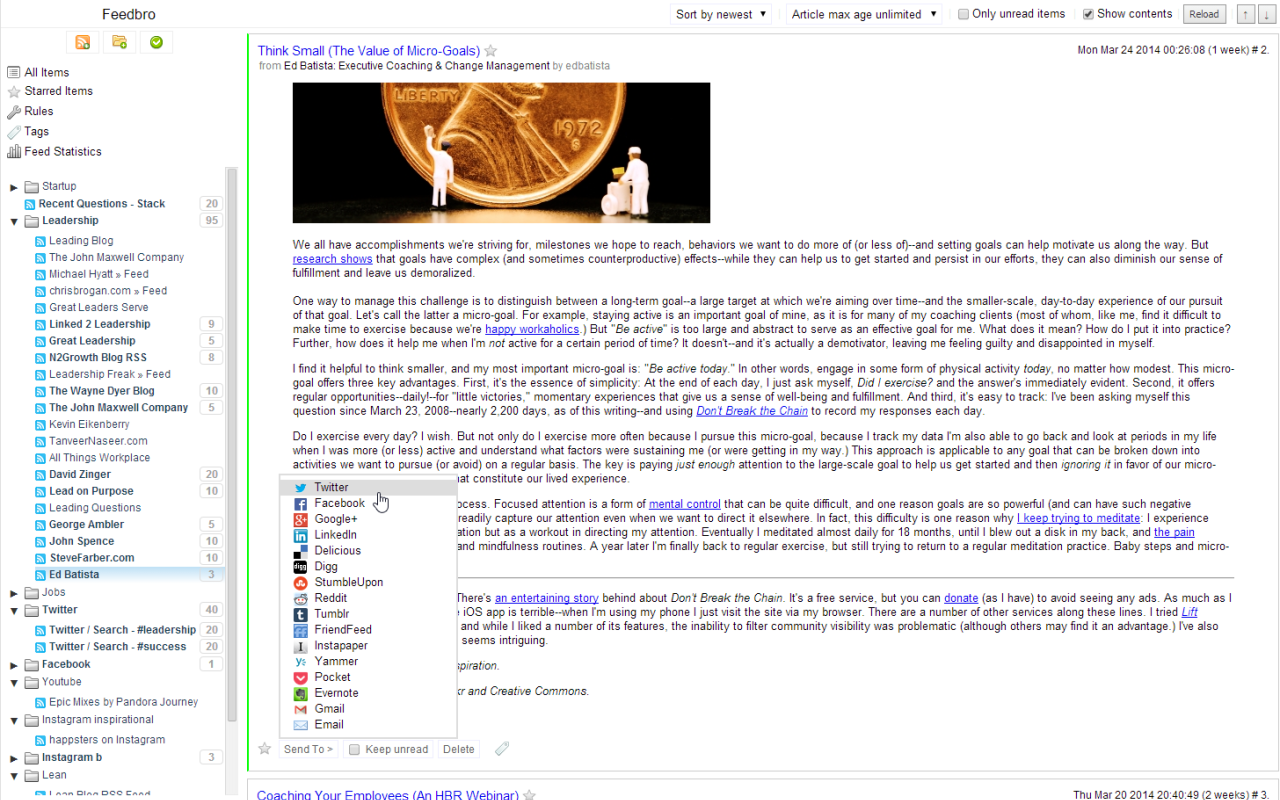 Feedbro
Sort by newest ▼
Article max age unlimited ▼
Only unread items
Show contents
Reload
↑
↓
All Items
Starred Items
Rules
Tags
Feed Statistics
Startup
Recent Questions - Stack 20
Leadership 95
Leading Blog
The John Maxwell Company
Michael Hyatt » Feed
chrisbrogan.com » Feed
Great Leaders Serve
Linked 2 Leadership 9
Great Leadership 5
N2Growth Blog RSS 8
Leadership Freak » Feed
The Wayne Dyer Blog 10
The John Maxwell Company 5
Kevin Eikenberry
TanveerNaseer.com
All Things Workplace
David Zinger 20
Lead on Purpose 10
Leading Questions
George Ambler 5
John Spence 10
SteveFarber.com 10
Ed Batista 3
Jobs
Twitter 40
Twitter / Search - #leadership 20
Twitter / Search - #success 20
Facebook 1
Youtube
Epic Mixes by Pandora Journey
Instagram inspirational
happsters on Instagram
Instagram b 3
Lean
Lean Blog RSS Feed
Think Small (The Value of Micro-Goals)
Mon Mar 24 2014 00:26:08 (1 week) # 2.
from Ed Batista: Executive Coaching & Change Management by edbatista
LIBERTY
1972
S
We all have accomplishments we're striving for, milestones we hope to reach, behaviors we want to do more of (or less of)--and setting goals can help motivate us along the way. But
research shows that goals have complex (and sometimes counterproductive) effects--while they can help us to get started and persist in our efforts, they can also diminish our sense of
fulfillment and leave us demoralized.
One way to manage this challenge is to distinguish between a long-term goal--a large target at which we're aiming over time--and the smaller-scale, day-to-day experience of our pursuit
of that goal. Let's call the latter a micro-goal. For example, staying active is an important goal of mine, as it is for many of my coaching clients (most of whom, like me, find it difficult to
make time to exercise because we're happy workaholics.) But "Be active" is too large and abstract to serve as an effective goal for me. What does it mean? How do I put it into practice?
Further, how does it help me when I'm not active for a certain period of time? It doesn't--and it's actually a demotivator, leaving me feeling guilty and disappointed in myself.
I find it helpful to think smaller, and my most important micro-goal is: "Be active today." In other words, engage in some form of physical activity today, no matter how modest. This micro-
goal offers three key advantages. First, it's the essence of simplicity: At the end of each day, I just ask myself, Did I exercise? and the answer's immediately evident. Second, it offers
regular opportunities--daily!--for "little victories," momentary experiences that give us a sense of well-being and fulfillment. And third, it's easy to track: I've been asking myself this
question since March 23, 2008--nearly 2,200 days, as of this writing--and using Don't Break the Chain to record my responses each day.
Do I exercise every day? I wish. But not only do I exercise more often because I pursue this micro-goal, because I track my data I'm also able to go back and look at periods in my life
when I was more (or less) active and understand what factors were sustaining me (or were getting in my way.) This approach is applicable to any goal that can be broken down into
activities we want to pursue (or avoid) on a regular basis. The key is paying just enough attention to the large-scale goal to help us get started and then ignoring it in favor of our micro-
at constitute our lived experience.
cess. Focused attention is a form of mental control that can be quite difficult, and one reason goals are so powerful (and can have such negative
readily capture our attention even when we want to direct it elsewhere. In fact, this difficulty is one reason why I keep trying to meditate: I experience
ation but as a workout in directing my attention. Eventually I meditated almost daily for 18 months, until I blew out a disk in my back, and the pain
and mindfulness routines. A year later I'm finally back to regular exercise, but still trying to return to a regular meditation practice. Baby steps and micro-
There's an entertaining story behind about Don't Break the Chain. It's a free service, but you can donate (as I have) to avoid seeing any ads. As much as I
iOS app is terrible--when I'm using my phone I just visit the site via my browser. There are a number of other services along these lines. I tried Lift
and while I liked a number of its features, the inability to filter community visibility was problematic (although others may find it an advantage.) I've also
seems intriguing.
piration.
kr and Creative Commons.
Twitter
Facebook
Google+
LinkedIn
Delicious
Digg
StumbleUpon
Reddit
Tumblr
FriendFeed
Instapaper
Yammer
Pocket
Evernote
Gmail
Email
Send To >
Keep unread
Delete
Coaching Your Employees (An HBR Webinar)
Thu Mar 20 2014 20:40:49 (2 weeks) # 3.